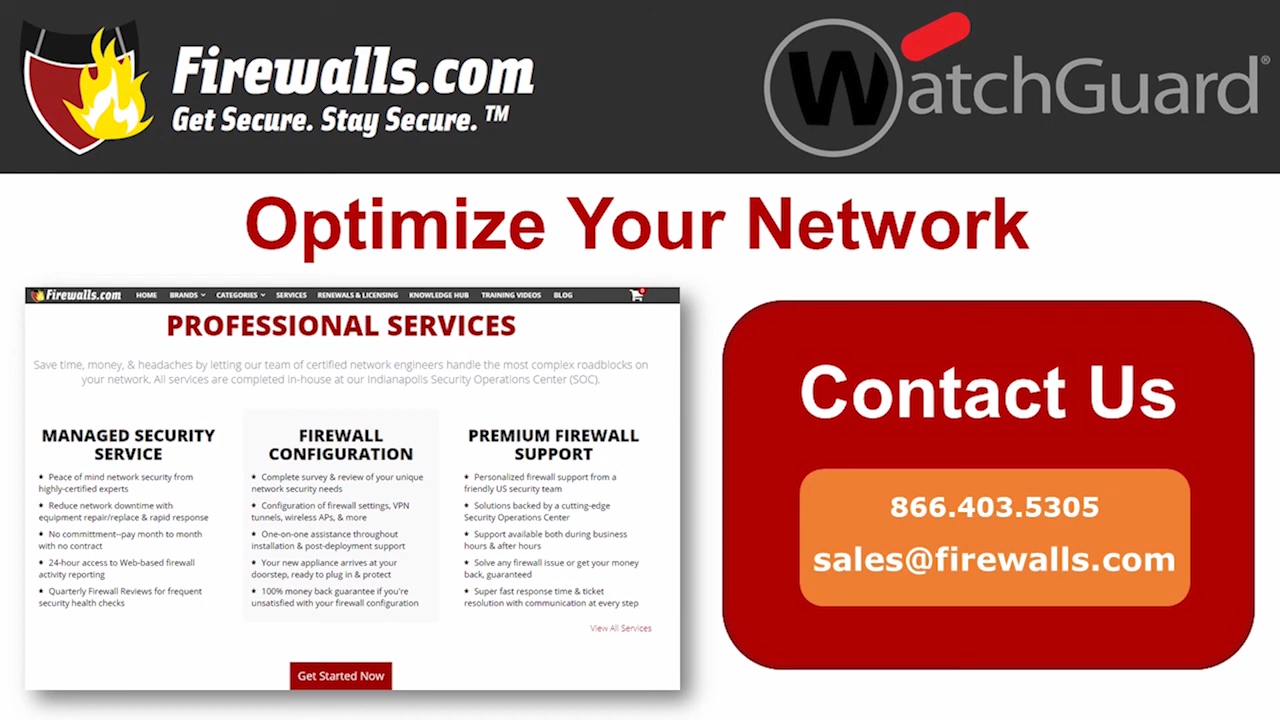 Firewalls.com
Get Secure. Stay Secure.™
WatchGuard®
Optimize Your Network
Firewalls.com HOME BRANDS CATEGORIES SERVICES RENEWALS & LICENSING KNOWLEDGE HUB TRAINING VIDEOS BLOG 0
PROFESSIONAL SERVICES
Save time, money, & headaches by letting our team of certified network engineers handle the most complex roadblocks on
your network. All services are completed in-house at our Indianapolis Security Operations Center (SOC).
MANAGED SECURITY
SERVICE
• Peace of mind network security from
highly-certified experts
• Reduce network downtime with
equipment repair/replace & rapid response
• No commitment--pay month to month
with no contract
• 24-hour access to Web-based firewall
activity reporting
• Quarterly Firewall Reviews for frequent
security health checks
FIREWALL
CONFIGURATION
• Complete survey & review of your unique
network security needs
• Configuration of firewall settings, VPN
tunnels, wireless APs, & more
• One-on-one assistance throughout
installation & post-deployment support
• Your new appliance arrives at your
doorstep, ready to plug in & protect
• 100% money back guarantee if you're
unsatisfied with your firewall configuration
PREMIUM FIREWALL
SUPPORT
• Personalized firewall support from a
friendly US security team
• Solutions backed by a cutting-edge
Security Operations Center
• Support available both during business
hours & after hours
• Solve any firewall issue or get your money
back, guaranteed
• Super fast response time & ticket
resolution with communication at every step
View All Services
Get Started Now
Contact Us
866.403.5305
sales@firewalls.com